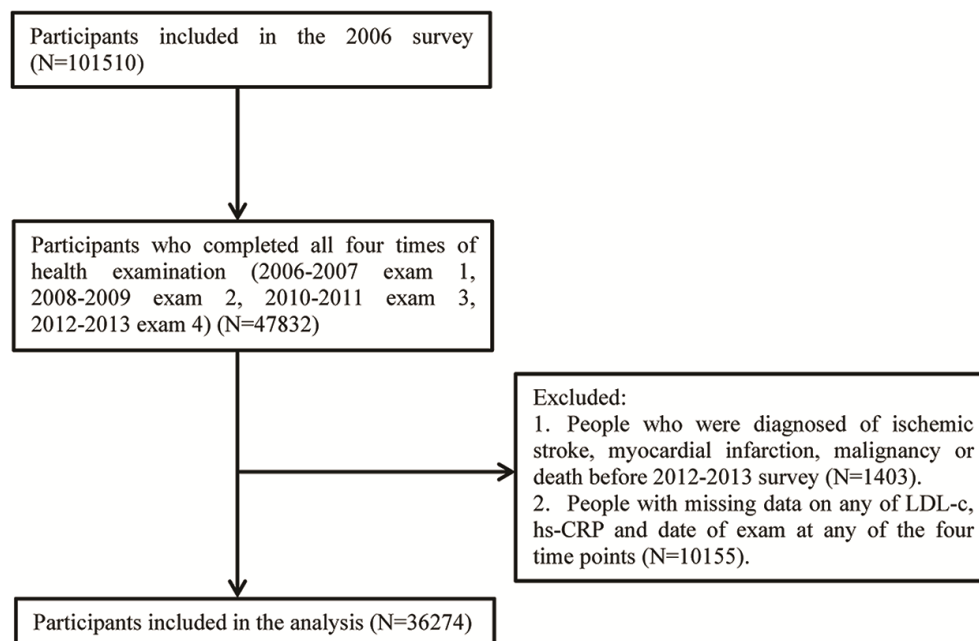 Participants included in the 2006 survey
(N=101510)
Participants who completed all four times of
health examination (2006-2007 exam 1,
2008-2009 exam 2, 2010-2011 exam 3,
2012-2013 exam 4) (N=47832)
Excluded:
1. People who were diagnosed of ischemic
stroke, myocardial infarction, malignancy or
death before 2012-2013 survey (N=1403).
2. People with missing data on any of LDL-c,
hs-CRP and date of exam at any of the four
time points (N=10155).
Participants included in the analysis (N=36274)